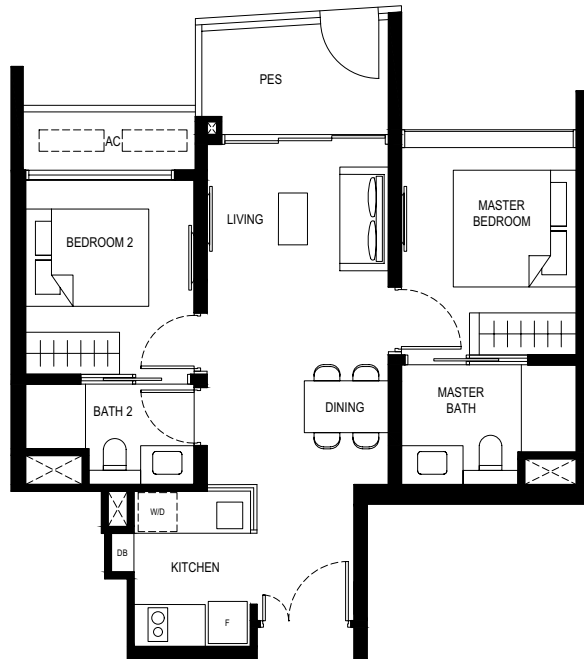 PES
AC
LIVING
MASTER
BEDROOM
BEDROOM 2
DINING
MASTER
BATH
BATH 2
W/D
DB
KITCHEN
F